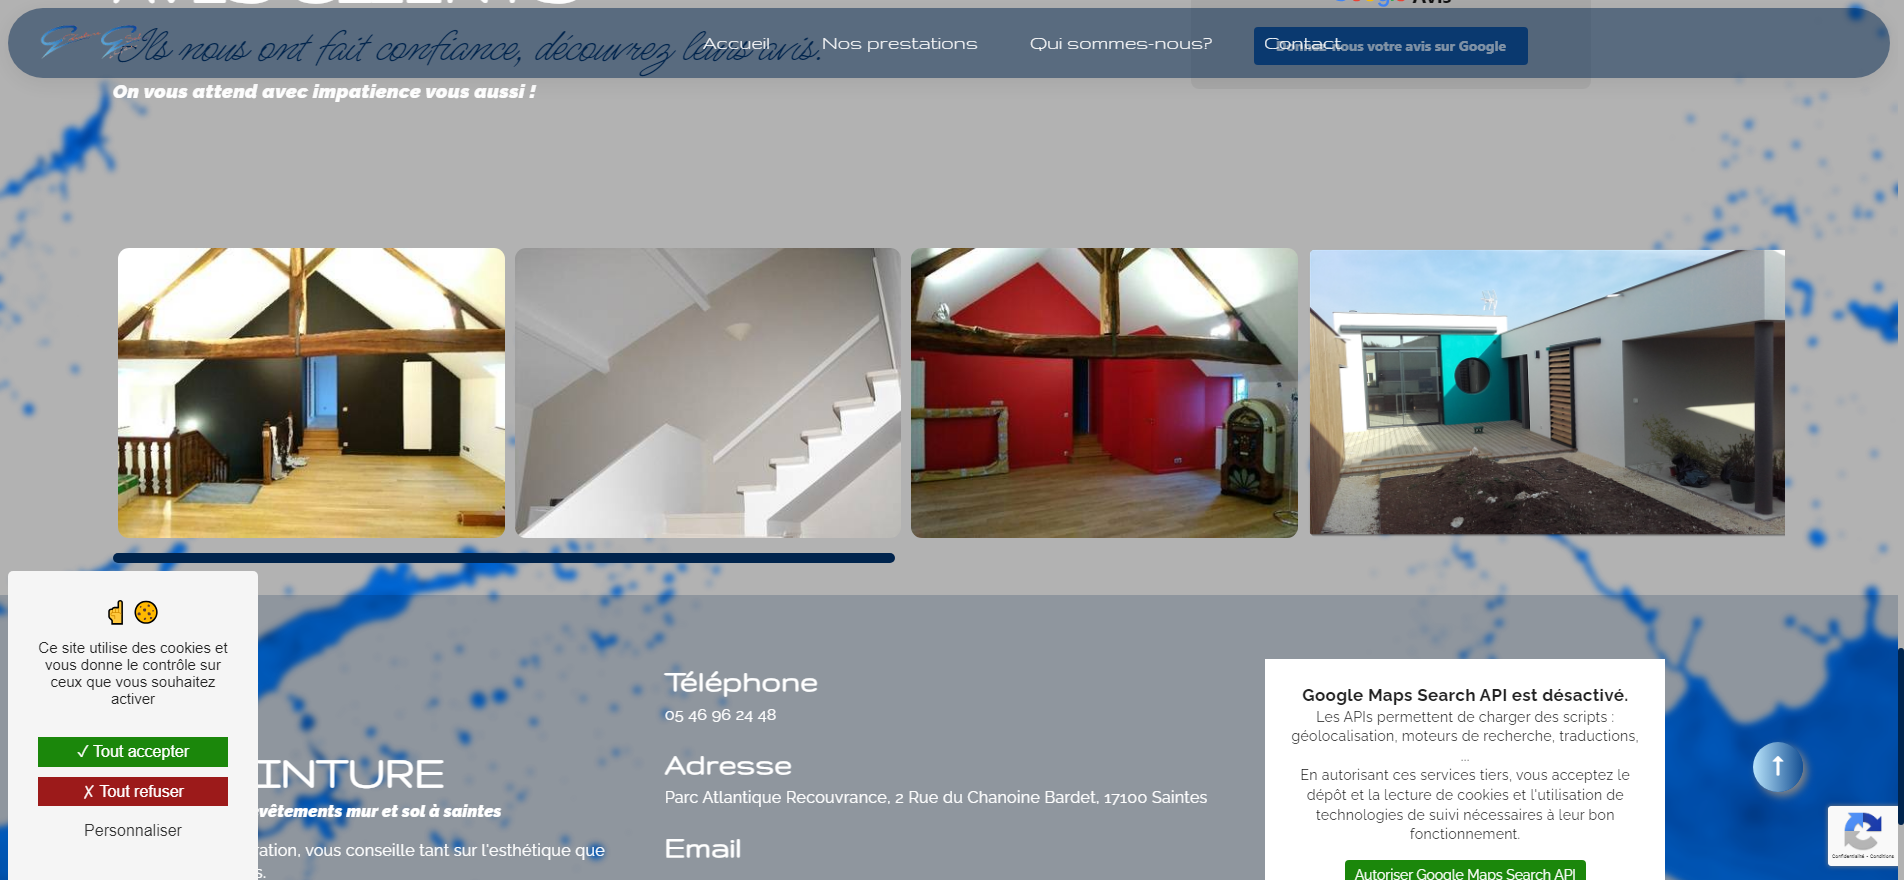 Avis
Ils nous ont fait confiance, découvrez leurs avis.
Accueil
Nos prestations
Qui sommes-nous?
Contact
Donnez-nous votre avis sur Google
On vous attend avec impatience vous aussi !
Ce site utilise des cookies et
vous donne le contrôle sur
ceux que vous souhaitez
activer
✓ Tout accepter
✗ Tout refuser
Personnaliser
INTURE
vêtements mur et sol à saintes
ration, vous conseille tant sur l'esthétique que
s.
Téléphone
05 46 96 24 48
Adresse
Parc Atlantique Recouvrance, 2 Rue du Chanoine Bardet, 17100 Saintes
Email
Google Maps Search API est désactivé.
Les APIs permettent de charger des scripts :
géolocalisation, moteurs de recherche, traductions,
...
En autorisant ces services tiers, vous acceptez le
dépôt et la lecture de cookies et l'utilisation de
technologies de suivi nécessaires à leur bon
fonctionnement.
Autoriser Google Maps Search API
Confidentialité - Conditions